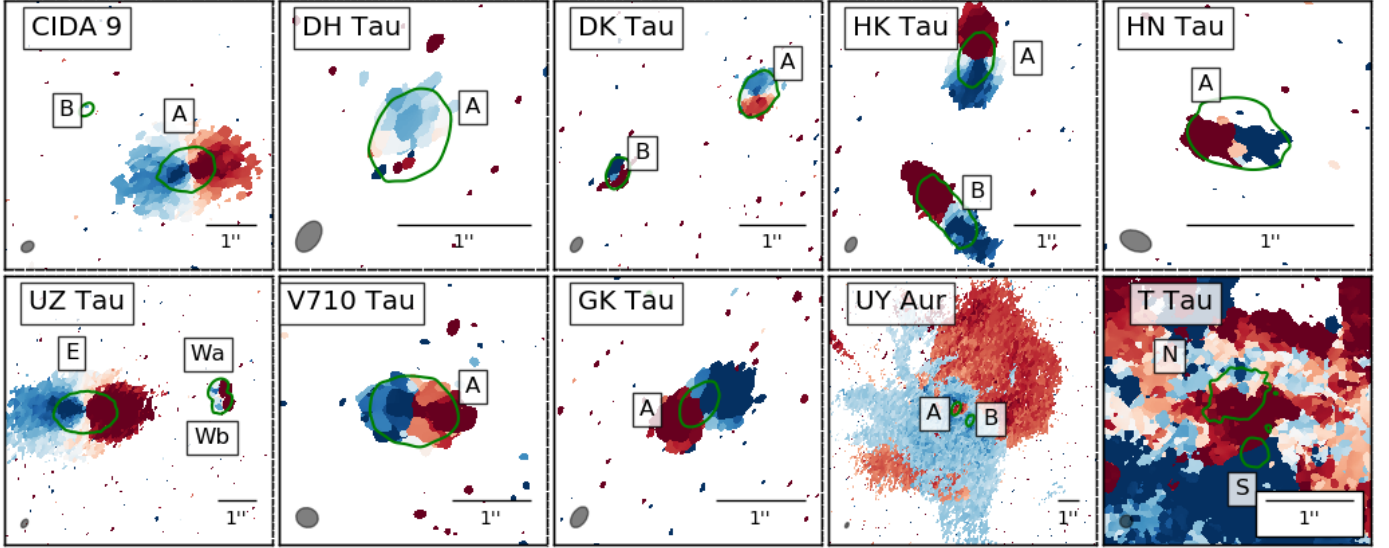 CIDA 9
B
A
1''
DH Tau
A
1''
DK Tau
A
B
1''
HK Tau
A
B
1''
HN Tau
A
1''
UZ Tau
E
Wa
Wb
1''
V710 Tau
A
1''
GK Tau
A
1''
UY Aur
A
B
1''
T Tau
N
S
1''